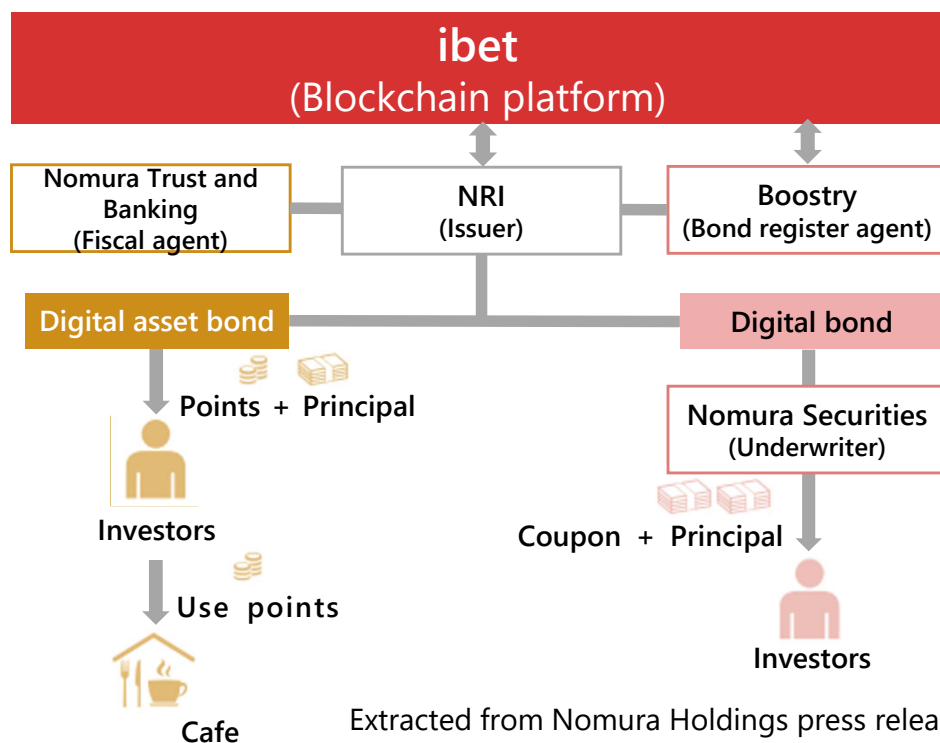 ibet
(Blockchain platform)
Nomura Trust and
Banking
(Fiscal agent)
NRI
(Issuer)
Boostry
(Bond register agent)
Digital asset bond
Digital bond
Points + Principal
Nomura Securities
(Underwriter)
Investors
Coupon + Principal
Use points
Investors
Cafe
Extracted from Nomura Holdings press relea